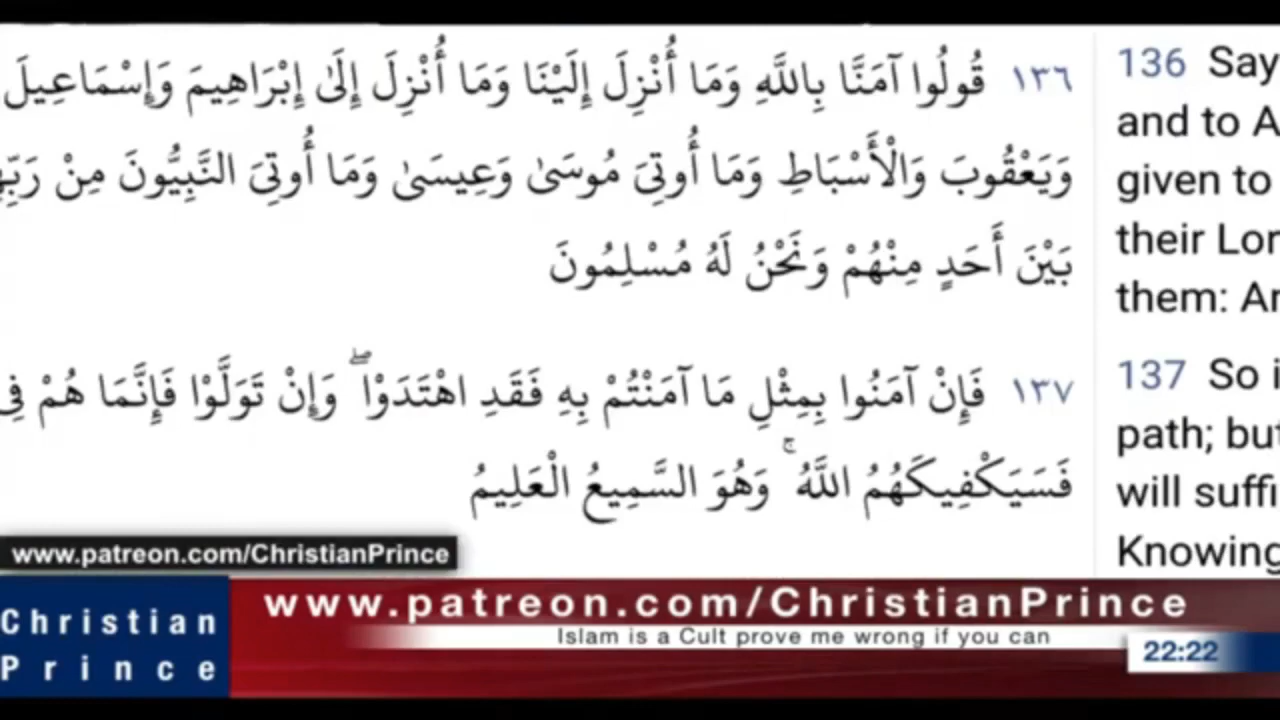 ١٣٦ قُولُوا آمَنَّا بِاللَّهِ وَمَا أُنْزِلَ إِلَيْنَا وَمَا أُنْزِلَ إِلَىٰ إِبْرَاهِيمَ وَإِسْمَاعِيلَ
وَيَعْقُوبَ وَالْأَسْبَاطِ وَمَا أُوتِيَ مُوسَىٰ وَعِيسَىٰ وَمَا أُوتِيَ النَّبِيُّونَ مِنْ
بَيْنَ أَحَدٍ مِنْهُمْ وَنَحْنُ لَهُ مُسْلِمُونَ
١٣٧ فَإِنْ آمَنُوا بِمِثْلِ مَا آمَنْتُمْ بِهِ فَقَدِ اهْتَدَوْا ۖ وَإِنْ تَوَلَّوْا فَإِنَّمَا هُمْ فِي
فَسَيَكْفِيكَهُمُ اللَّهُ ۚ وَهُوَ السَّمِيعُ الْعَلِيمُ
136 Say
and to A
given to
their Lor
them: An
137 So i
path; but
will suffi
Knowing
www.patreon.com/ChristianPrince
Christian
Prince
www.patreon.com/ChristianPrince
Islam is a Cult prove me wrong if you can
22:22